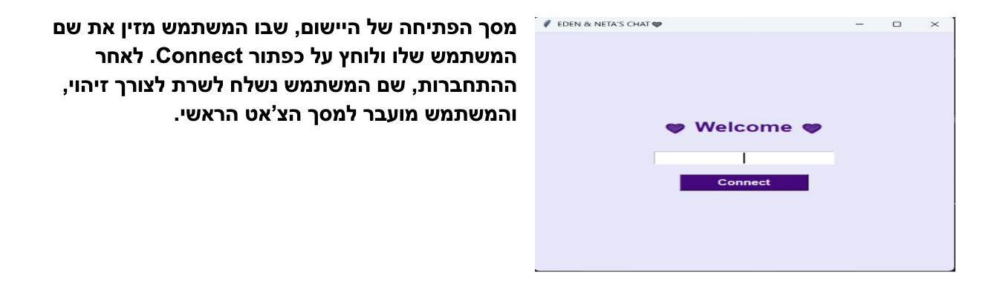 מסך הפתיחה של היישום, שבו המשתמש מזין את שם
המשתמש שלו ולוחץ על כפתור Connect. לאחר
ההתחברות, שם המשתמש נשלח לשרת לצורך זיהוי,
והמשתמש מועבר למסך הצ'אט הראשי.
EDEN & NETA'S CHAT
Welcome
Connect